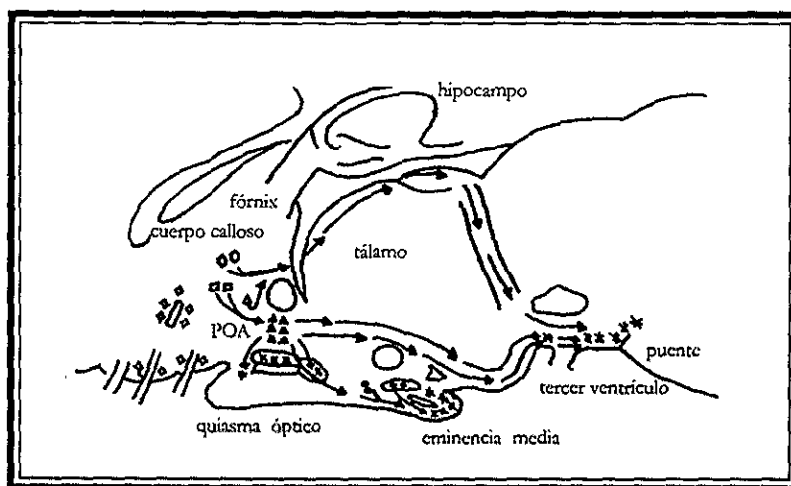 hipocampo
fórnix
cuerpo calloso
tálamo
POA
puente
tercer ventrículo
quiasma óptico
eminencia media